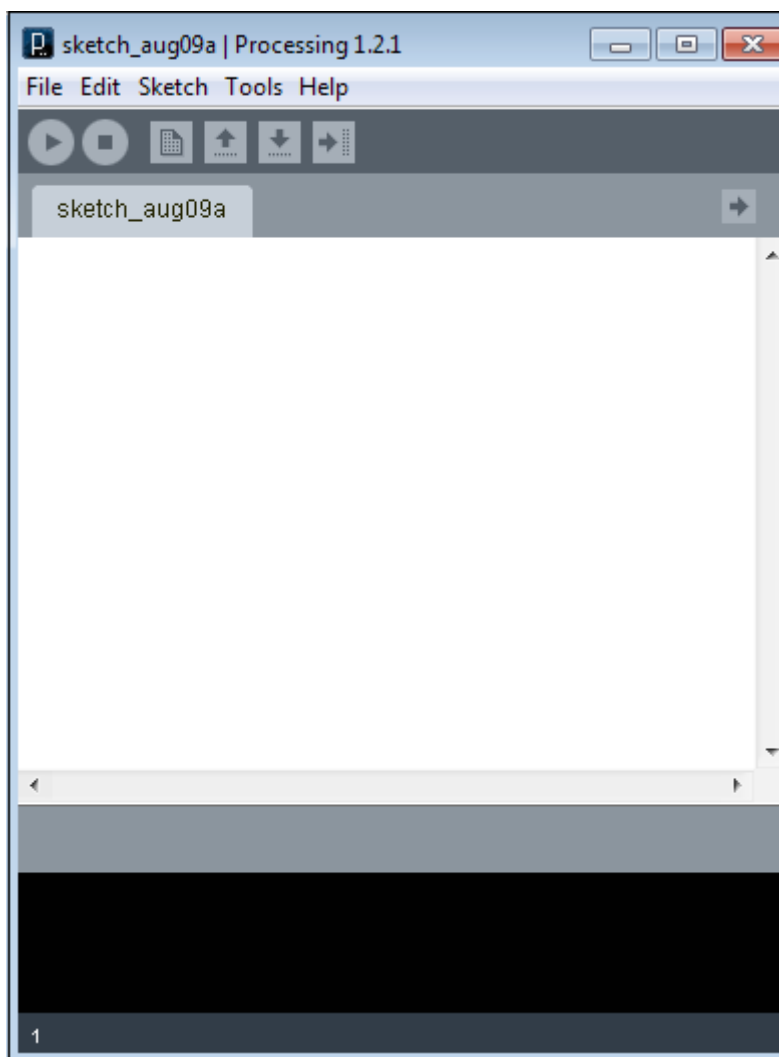 sketch_aug09a | Processing 1.2.1
File Edit Sketch Tools Help
sketch_aug09a
1